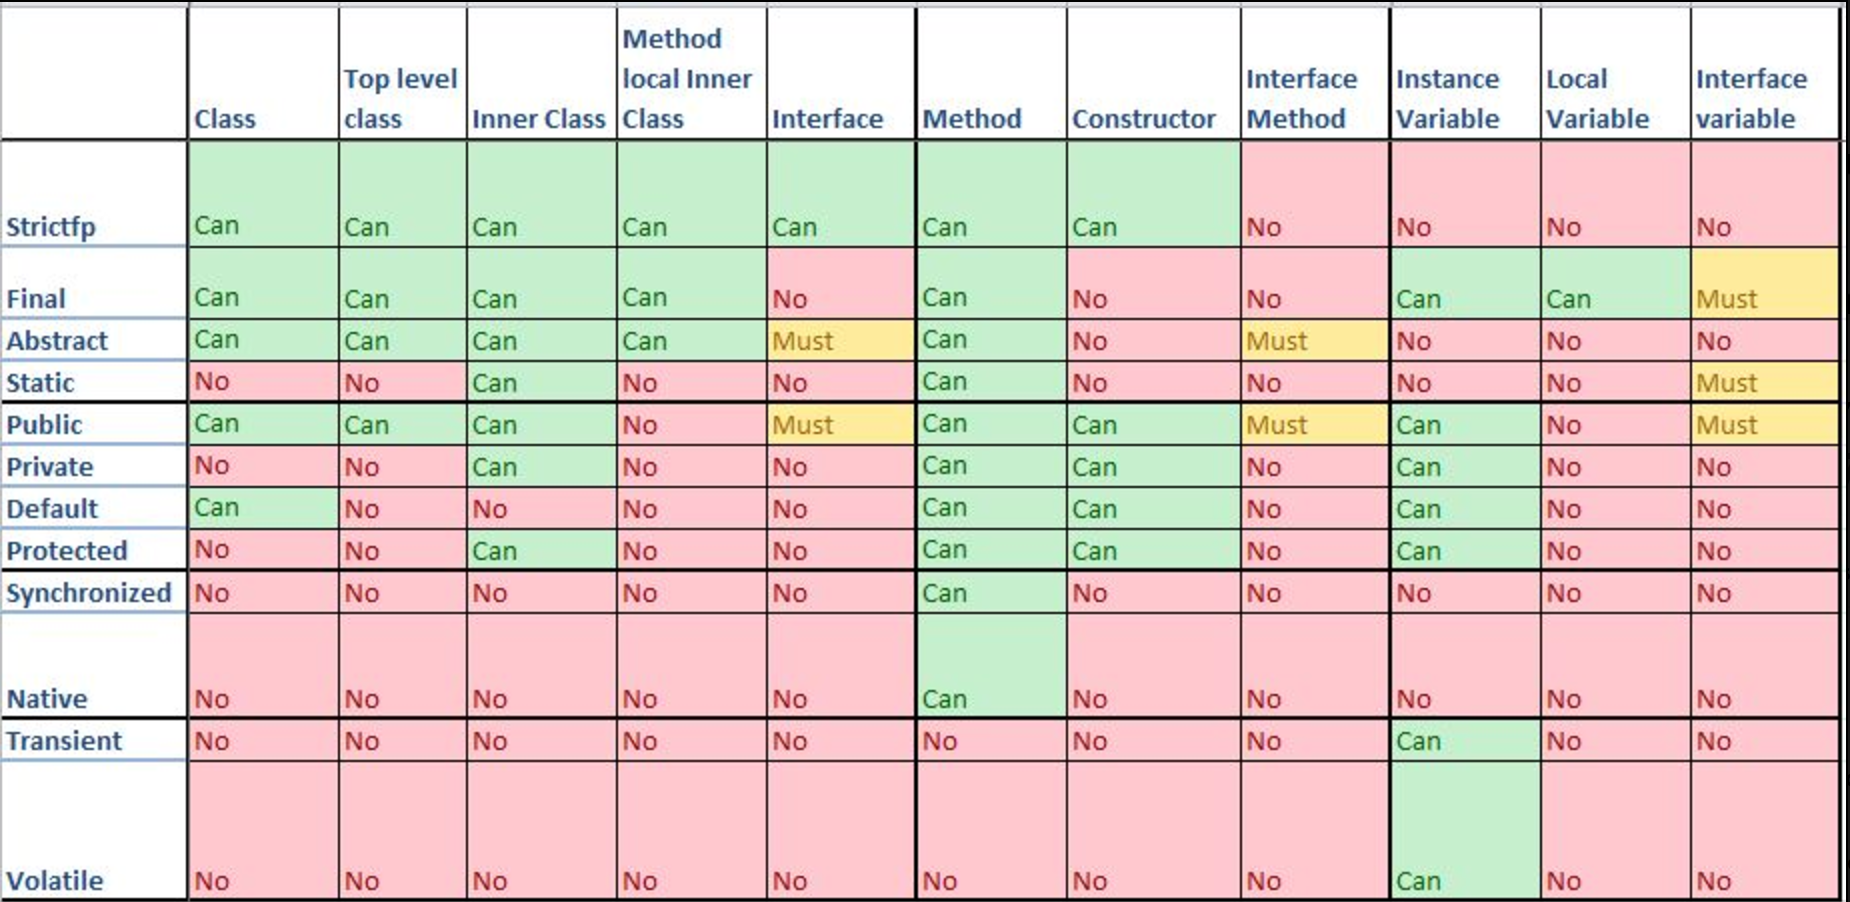 Class Top level class Inner Class Method local Inner Class Interface Method Constructor Interface Method Instance Variable Local Variable Interface variable
Strictfp Can Can Can Can Can Can Can No No No No
Final Can Can Can Can No Can No No Can Can Must
Abstract Can Can Can Can Must Can No Must No No No
Static No No Can No No Can No No No No Must
Public Can Can Can No Must Can Can Must Can No Must
Private No No Can No No Can Can No Can No No
Default Can No No No No Can Can No Can No No
Protected No No Can No No Can Can No Can No No
Synchronized No No No No No Can No No No No No
Native No No No No No Can No No No No No
Transient No No No No No No No No Can No No
Volatile No No No No No No No No Can No No